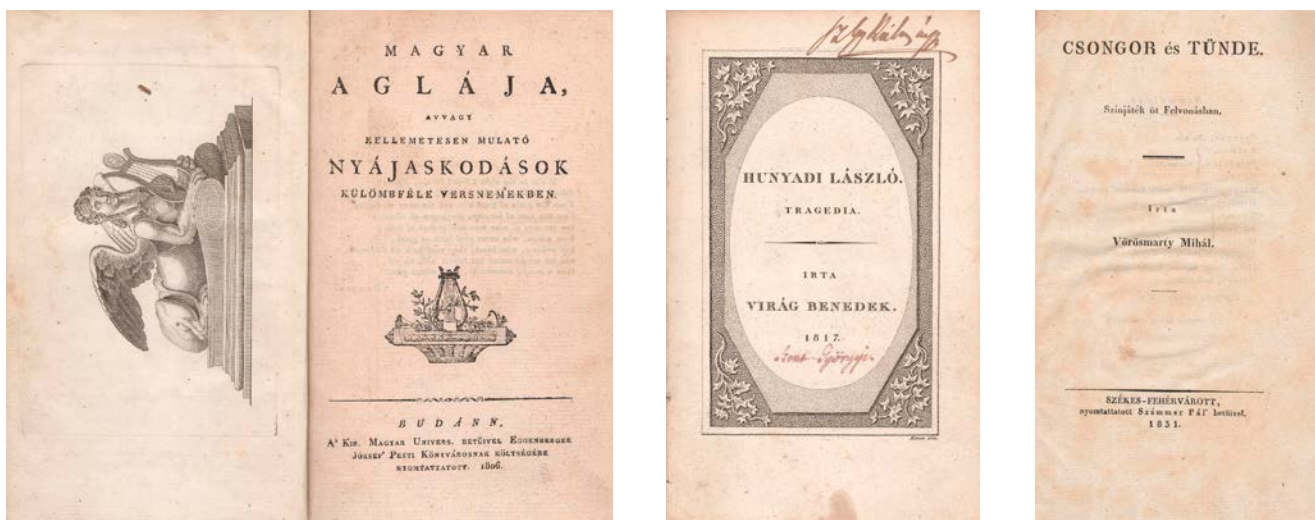 MAGYAR
AGLÁJA,
AVVAGY
KELLEMETESEN MULATÓ
NYÁJASKODÁSOK
KÜLÖMBFÉLE VERSNEMEKBEN.
BUDÁNN,
A' KIR. MAGYAR UNIVERS. BETŰIVEL EGGENBERGER
JÓSEF' PESTI KÖNYVÁROSNAK KÖLTSÉGÉRE
NYOMTATTATOTT. 1806.
HUNYADI LÁSZLÓ.
TRAGEDIA.
IRTA
VIRÁG BENEDEK.
1817.
CSONGOR és TÜNDE.
Szinjáték öt Felvonásban.
Irta
Vörösmarty Mihál.
SZÉKES-FEHÉRVÁROTT,
nyomtattatott Számmer Pál' betüivel.
1831.